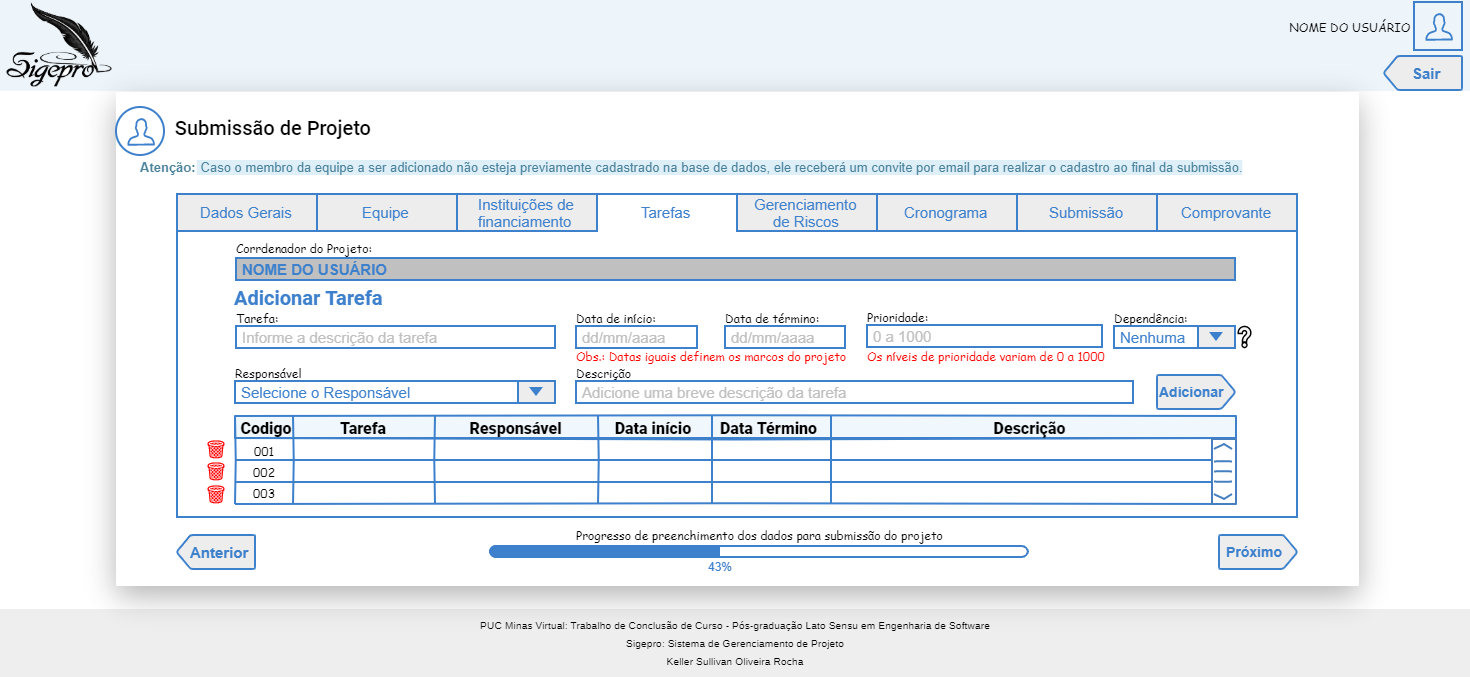 Sigepro
NOME DO USUÁRIO
Sair
Submissão de Projeto
Atenção: Caso o membro da equipe a ser adicionado não esteja previamente cadastrado na base de dados, ele receberá um convite por email para realizar o cadastro ao final da submissão.
Dados Gerais
Equipe
Instituições de
financiamento
Tarefas
Gerenciamento
de Riscos
Cronograma
Submissão
Comprovante
Corrdenador do Projeto:
NOME DO USUÁRIO
Adicionar Tarefa
Tarefa: Data de início: Data de término: Prioridade: Dependência:
Informe a descrição da tarefa dd/mm/aaaa dd/mm/aaaa 0 a 1000 Nenhuma ?
Obs.: Datas iguais definem os marcos do projeto Os níveis de prioridade variam de 0 a 1000
Responsável Descrição
Selecione o Responsável Adicione uma breve descrição da tarefa Adicionar
Codigo Tarefa Responsável Data início Data Término Descrição
001
002
003
Progresso de preenchimento dos dados para submissão do projeto
Anterior Próximo
43%
PUC Minas Virtual: Trabalho de Conclusão de Curso - Pós-graduação Lato Sensu em Engenharia de Software
Sigepro: Sistema de Gerenciamento de Projeto
Keller Sullivan Oliveira Rocha